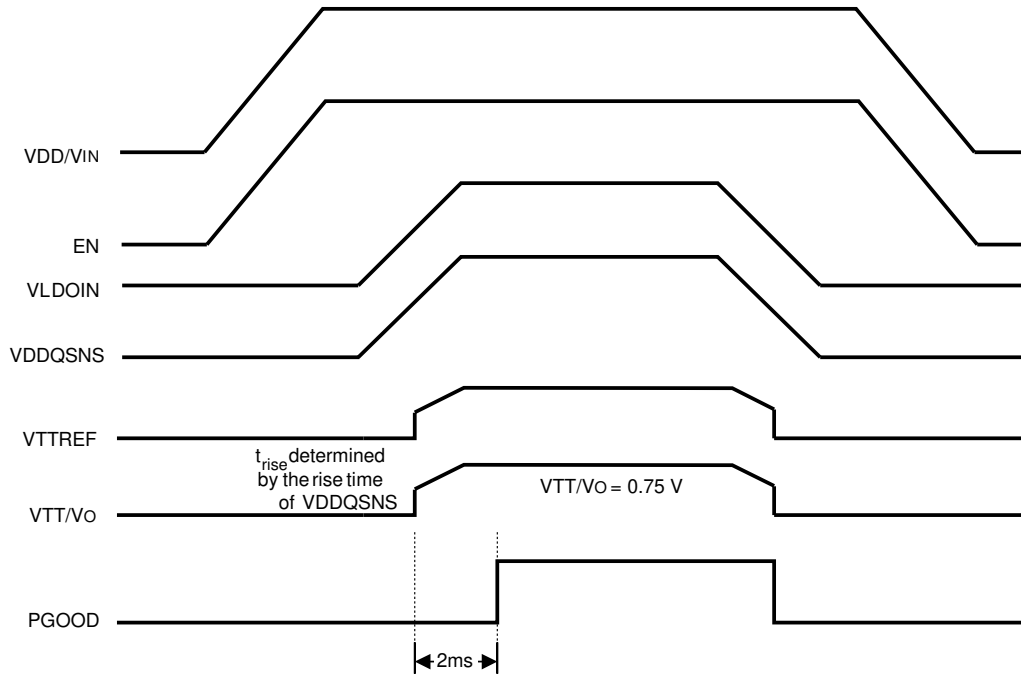 VDD/VIN
EN
VLDOIN
VDDQSNS
VTTREF
trise determined
by the rise time
of VDDQSNS
VTT/VO = 0.75 V
VTT/VO
PGOOD
2ms